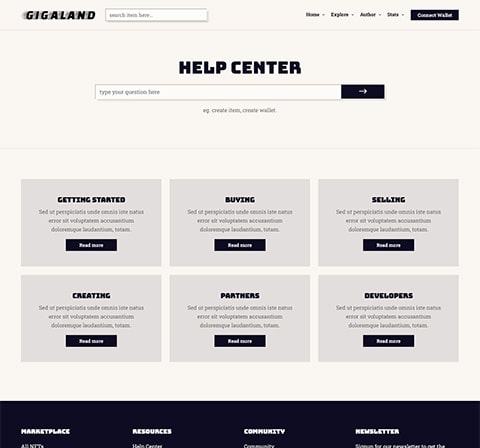 GIGALAND
search item here...
Home
Explore
Author
Stats
Connect Wallet
HELP CENTER
type your question here
eg. create item, create wallet.
GETTING STARTED
Sed ut perspiciatis unde omnis iste natus
error sit voluptatem accusantium
doloremque laudantium, totam.
Read more
BUYING
Sed ut perspiciatis unde omnis iste natus
error sit voluptatem accusantium
doloremque laudantium, totam.
Read more
SELLING
Sed ut perspiciatis unde omnis iste natus
error sit voluptatem accusantium
doloremque laudantium, totam.
Read more
CREATING
Sed ut perspiciatis unde omnis iste natus
error sit voluptatem accusantium
doloremque laudantium, totam.
Read more
PARTNERS
Sed ut perspiciatis unde omnis iste natus
error sit voluptatem accusantium
doloremque laudantium, totam.
Read more
DEVELOPERS
Sed ut perspiciatis unde omnis iste natus
error sit voluptatem accusantium
doloremque laudantium, totam.
Read more
MARKETPLACE
All NFTs
RESOURCES
Help Center
COMMUNITY
Community
NEWSLETTER
Signup for our newsletter to get the